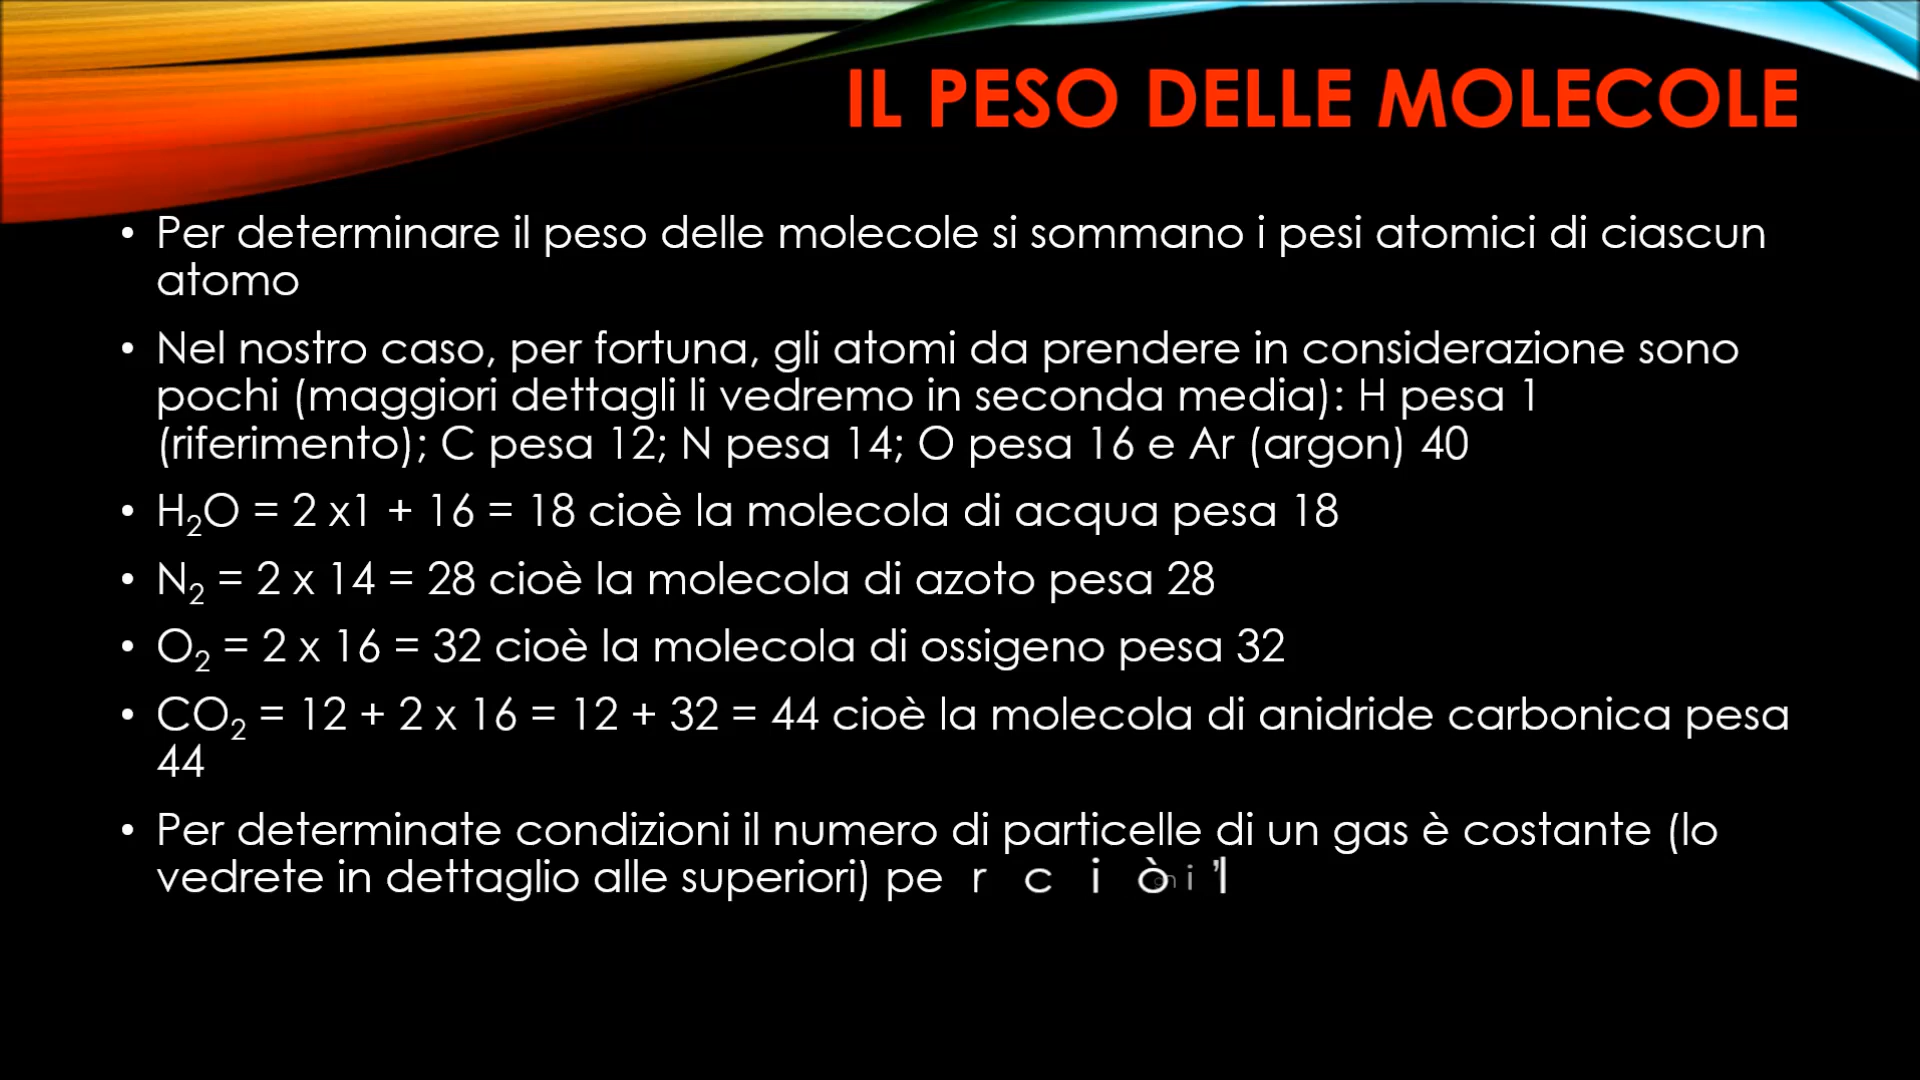 IL PESO DELLE MOLECOLE
• Per determinare il peso delle molecole si sommano i pesi atomici di ciascun
atomo
• Nel nostro caso, per fortuna, gli atomi da prendere in considerazione sono
pochi (maggiori dettagli li vedremo in seconda media): H pesa 1
(riferimento); C pesa 12; N pesa 14; O pesa 16 e Ar (argon) 40
• H₂O = 2 x1 + 16 = 18 cioè la molecola di acqua pesa 18
• N₂ = 2 x 14 = 28 cioè la molecola di azoto pesa 28
• O₂ = 2 x 16 = 32 cioè la molecola di ossigeno pesa 32
• CO₂ = 12 + 2 x 16 = 12 + 32 = 44 cioè la molecola di anidride carbonica pesa
44
• Per determinate condizioni il numero di particelle di un gas è costante (lo
vedrete in dettaglio alle superiori) per ciò